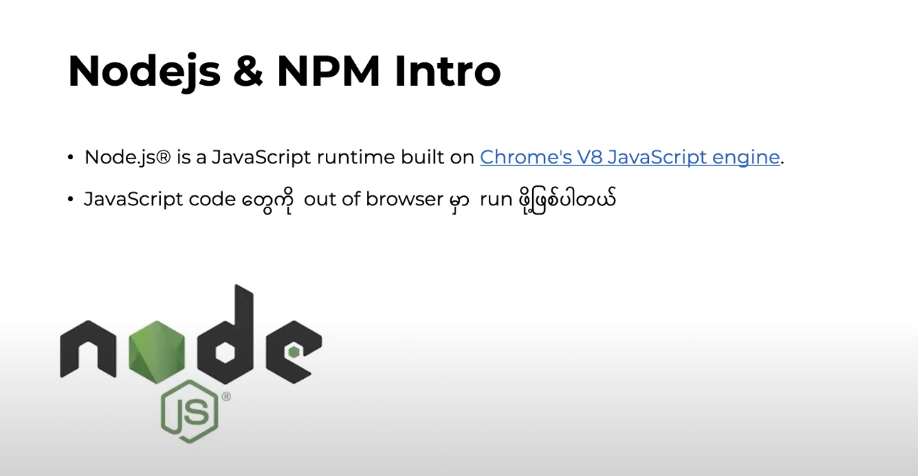 Nodejs & NPM Intro
• Node.js® is a JavaScript runtime built on Chrome's V8 JavaScript engine.
• JavaScript code တွေကို out of browser မှာ run ဖို့ဖြစ်ပါတယ်
node
JS®